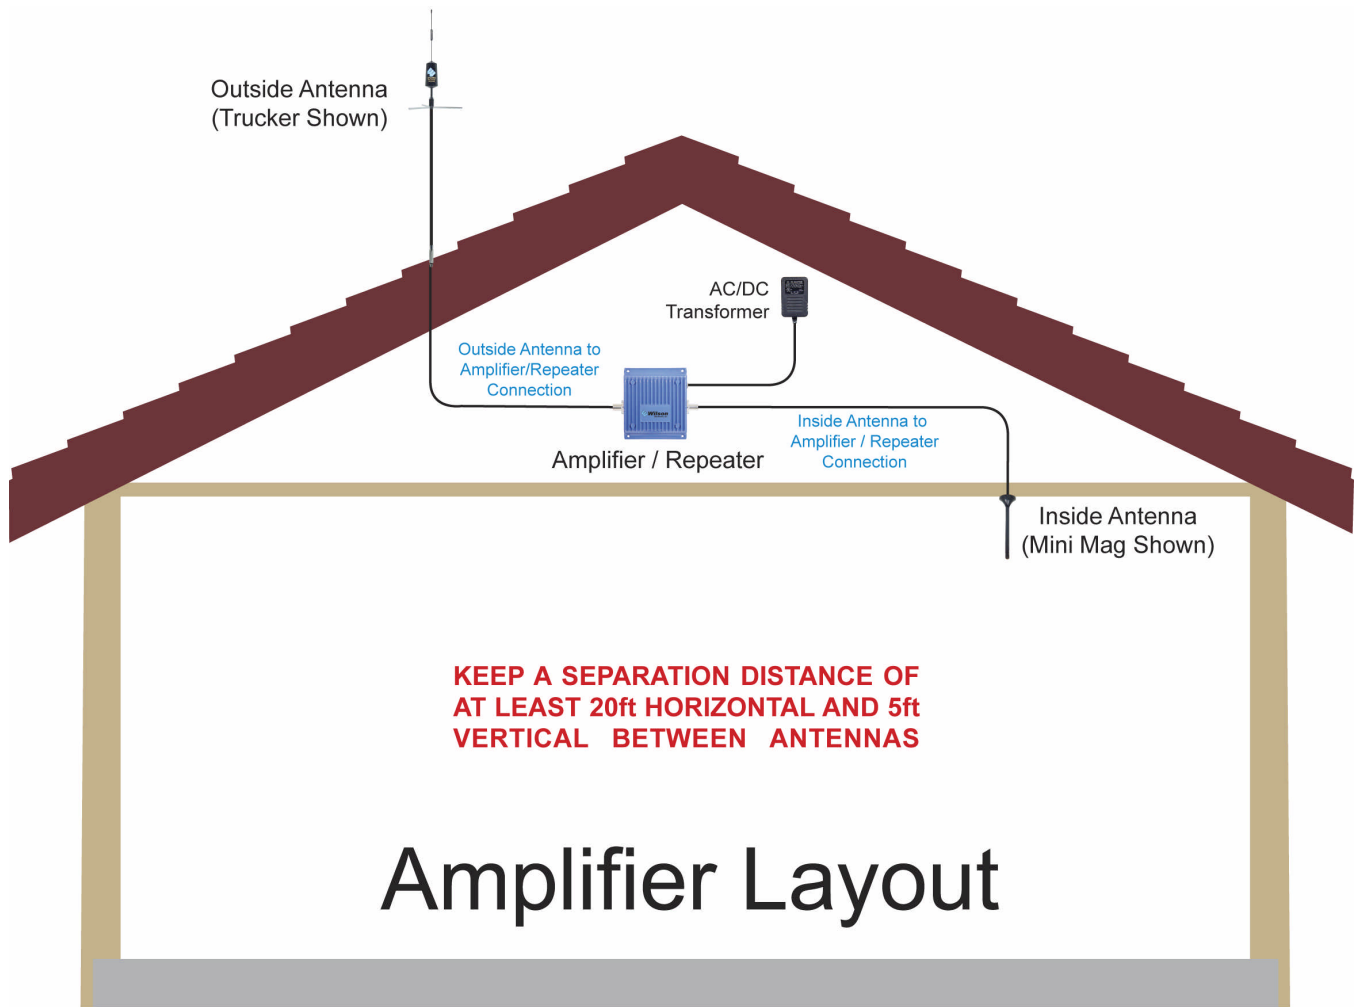 Outside Antenna
(Trucker Shown)
AC/DC
Transformer
Outside Antenna to
Amplifier/Repeater
Connection
Wilson
Inside Antenna to
Amplifier / Repeater
Connection
Amplifier / Repeater
Inside Antenna
(Mini Mag Shown)
KEEP A SEPARATION DISTANCE OF
AT LEAST 20ft HORIZONTAL AND 5ft
VERTICAL BETWEEN ANTENNAS
Amplifier Layout